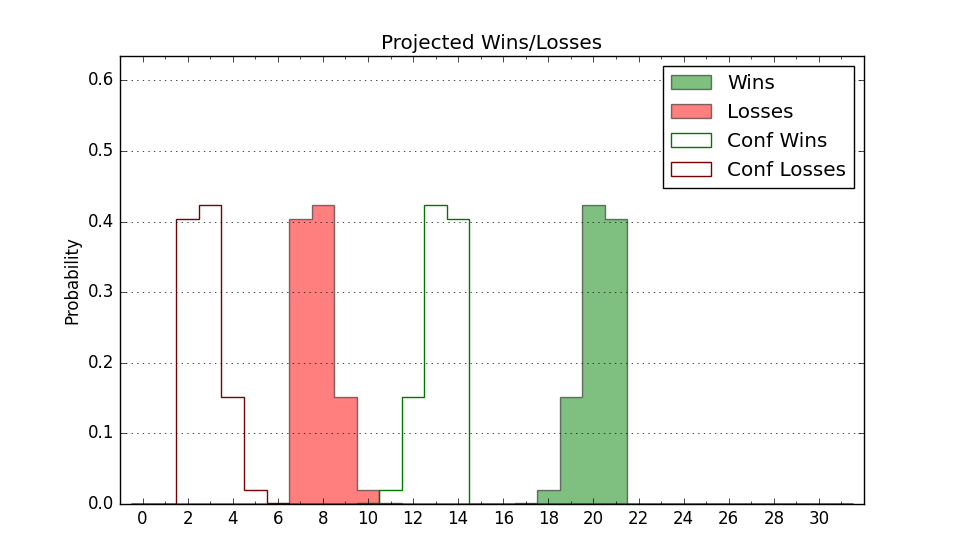 Projected Wins/Losses
0.6
0.5
0.4
0.3
0.2
0.1
0.0
Probability
Wins
Losses
Conf Wins
Conf Losses
0 2 4 6 8 10 12 14 16 18 20 22 24 26 28 30